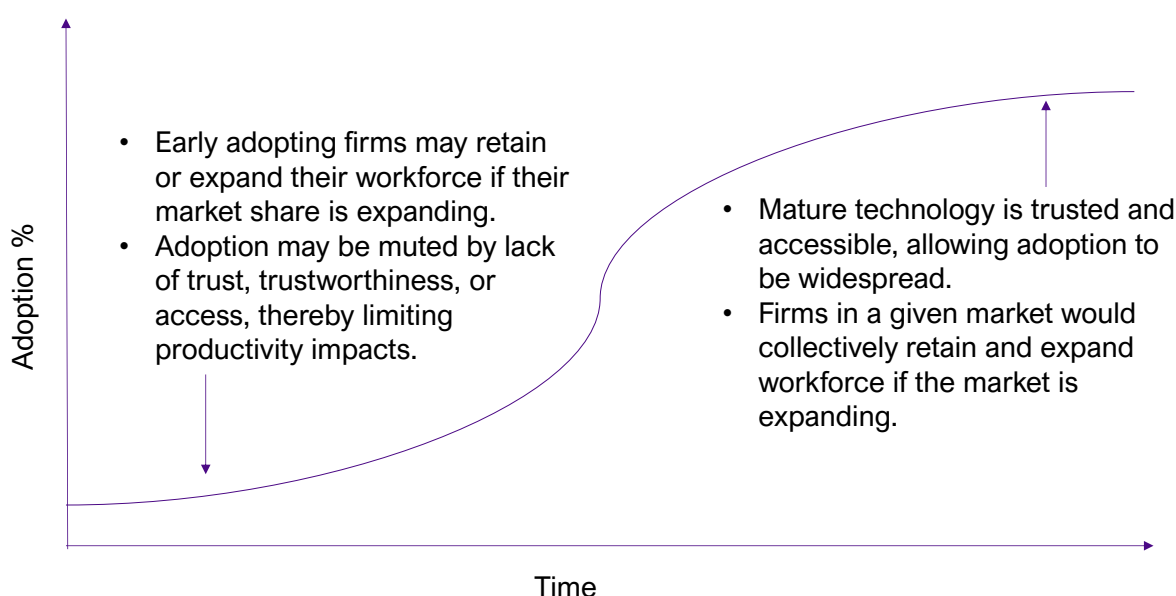 • Early adopting firms may retain
or expand their workforce if their
market share is expanding.
• Adoption may be muted by lack
of trust, trustworthiness, or
access, thereby limiting
productivity impacts.
• Mature technology is trusted and
accessible, allowing adoption to
be widespread.
• Firms in a given market would
collectively retain and expand
workforce if the market is
expanding.
Adoption %
Time